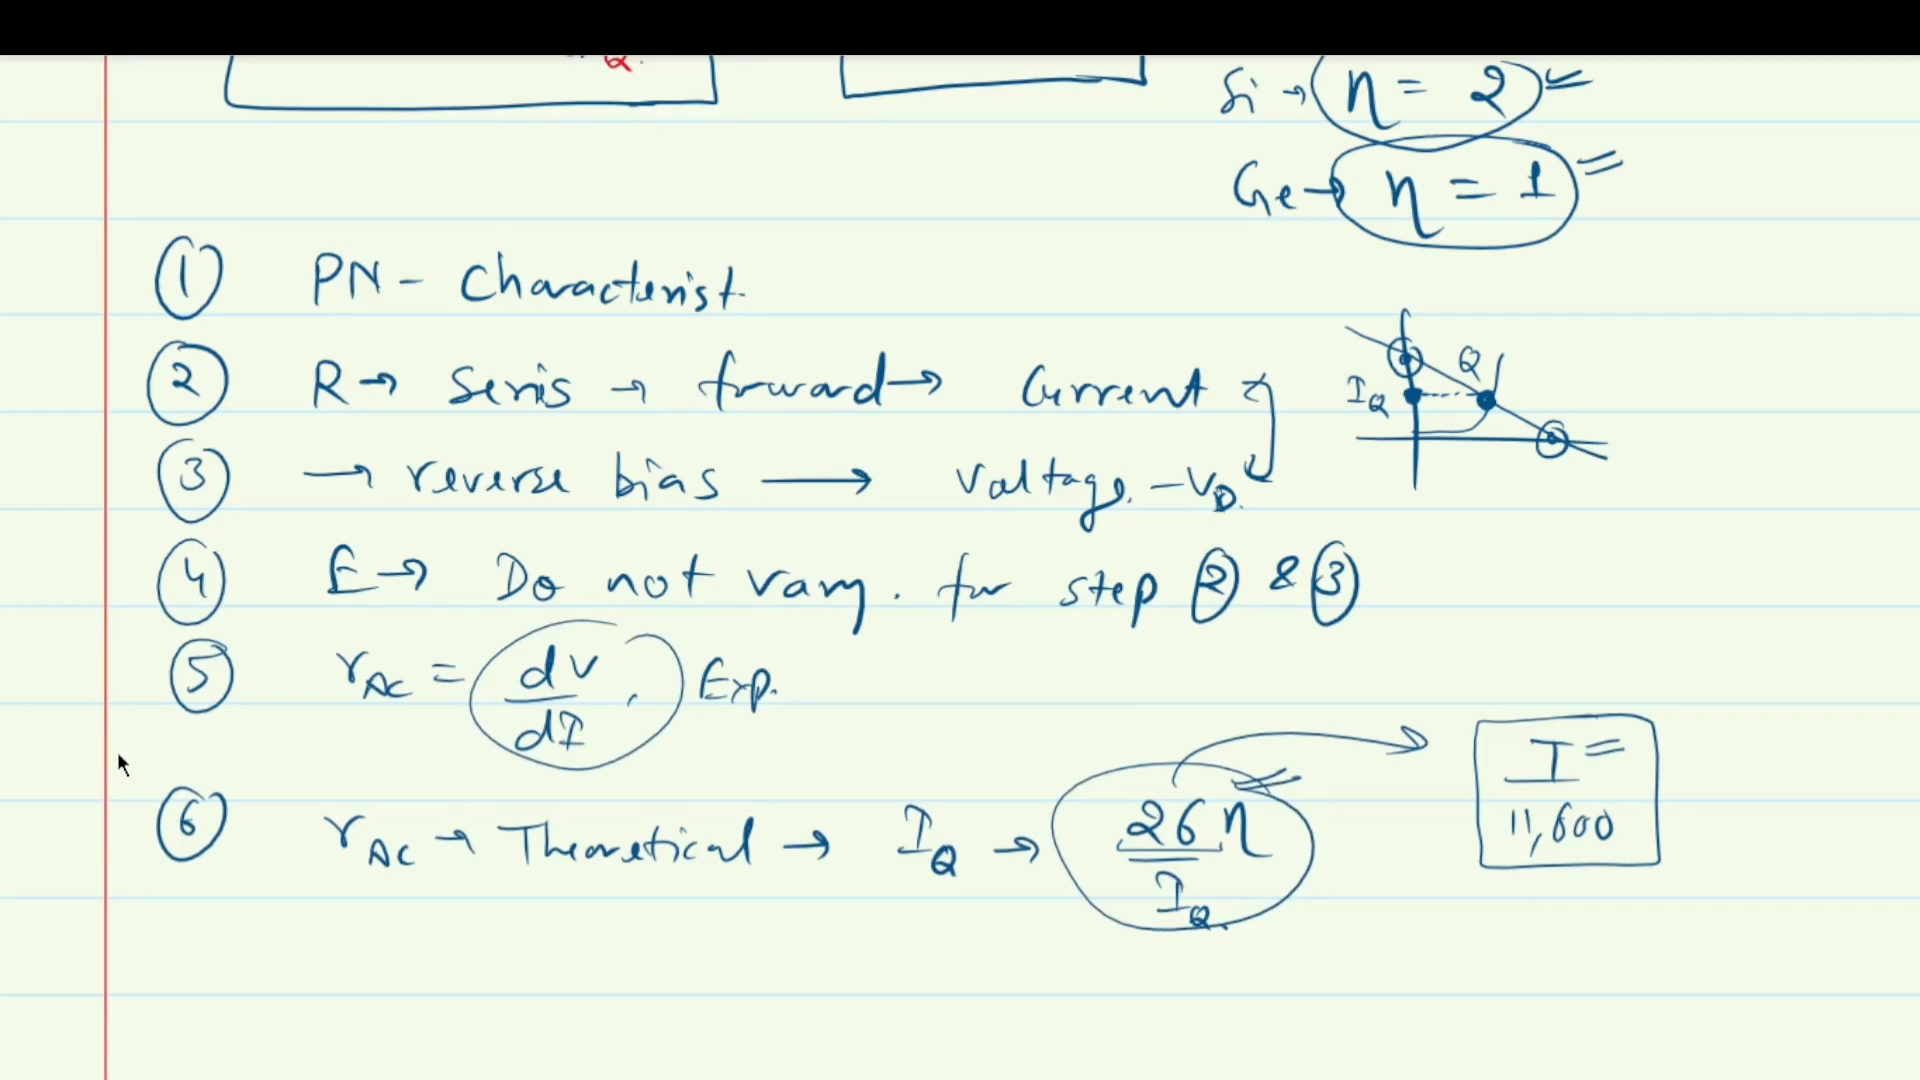 Q.
Si → η = 2
Ge → η = 1
① PN - Characterist.
② R → Seris → forward → Current
I_Q Q
③ → reverse bias → Voltage. - V_D.
④ E → Do not vary. for step ② & ③
⑤ r_AC = dv/dI . Exp.
⑥ r_AC → Theoretical → I_Q → 26η/I_Q.
T =
11,600